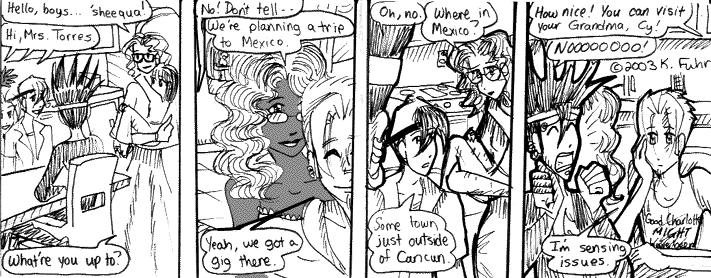 Hello, boys... 'sheequa!
Hi, Mrs. Torres.
What're you up to?
No! Don't tell--
We're planning a trip
to Mexico.
Yeah, we got a
gig there.
Oh, no.
Where in
Mexico?
Some town
just outside
of Cancun.
How nice! You can visit
your Grandma, Cy!
NOOOOOOO!
©2003 K. Fuhr
Good Charlotte
MIGHT
I'm sensing
issues.